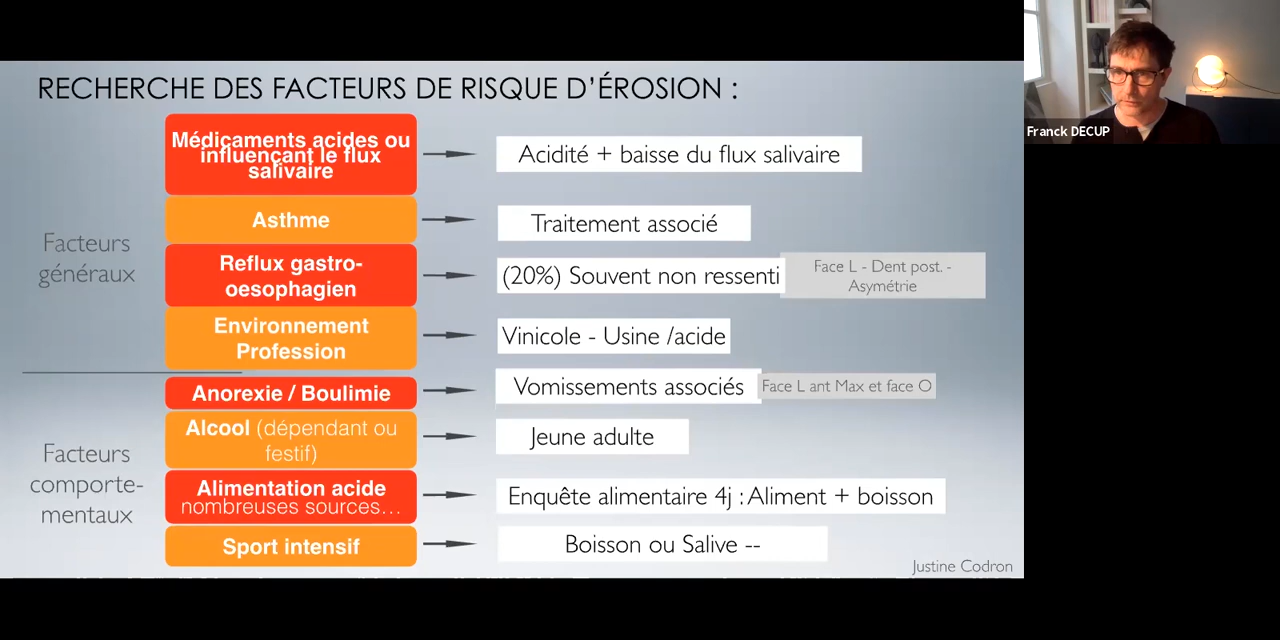 RECHERCHE DES FACTEURS DE RISQUE D'ÉROSION :
Franck DECUP
Facteurs
généraux
Médicaments acides ou
influençant le flux
salivaire
Acidité + baisse du flux salivaire
Asthme
Traitement associé
Reflux gastro-
oesophagien
(20%) Souvent non ressenti
Face L - Dent post. -
Asymétrie
Environnement
Profession
Vinicole - Usine /acide
Facteurs
comporte-
mentaux
Anorexie / Boulimie
Vomissements associés
Face L ant Max et face O
Alcool (dépendant ou
festif)
Jeune adulte
Alimentation acide
nombreuses sources...
Enquête alimentaire 4j : Aliment + boisson
Sport intensif
Boisson ou Salive --
Justine Codron